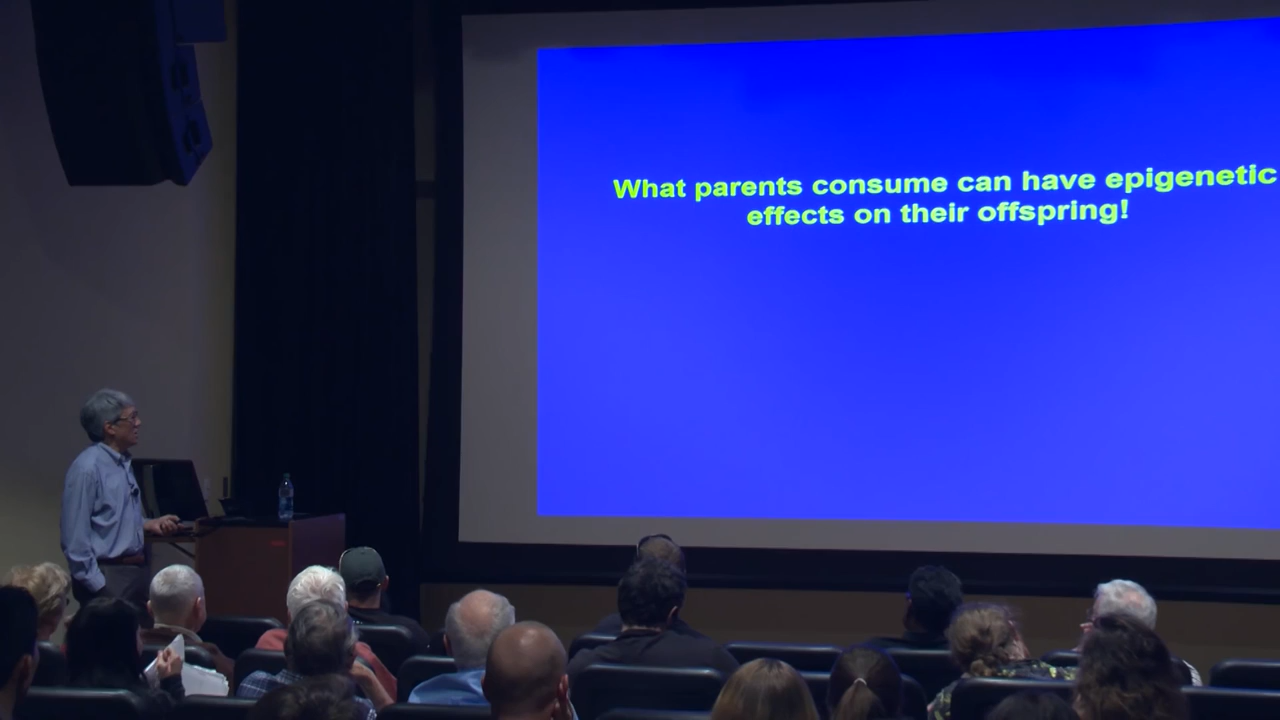 What parents consume can have epigenetic
effects on their offspring!